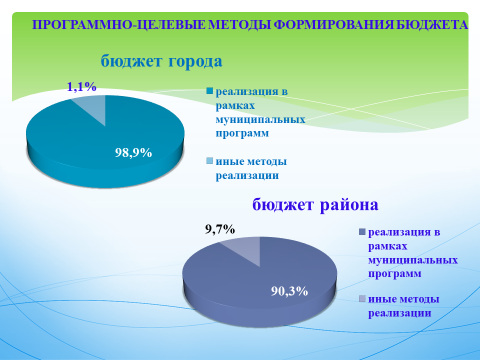 ПРОГРАММНО-ЦЕЛЕВЫЕ МЕТОДЫ ФОРМИРОВАНИЯ БЮДЖЕТА
бюджет города
1,1%
98,9%
реализация в
рамках
муниципальных
программ
иные методы
реализации
бюджет района
9,7%
90,3%
реализация в
рамках
муниципальных
программ
иные методы
реализации